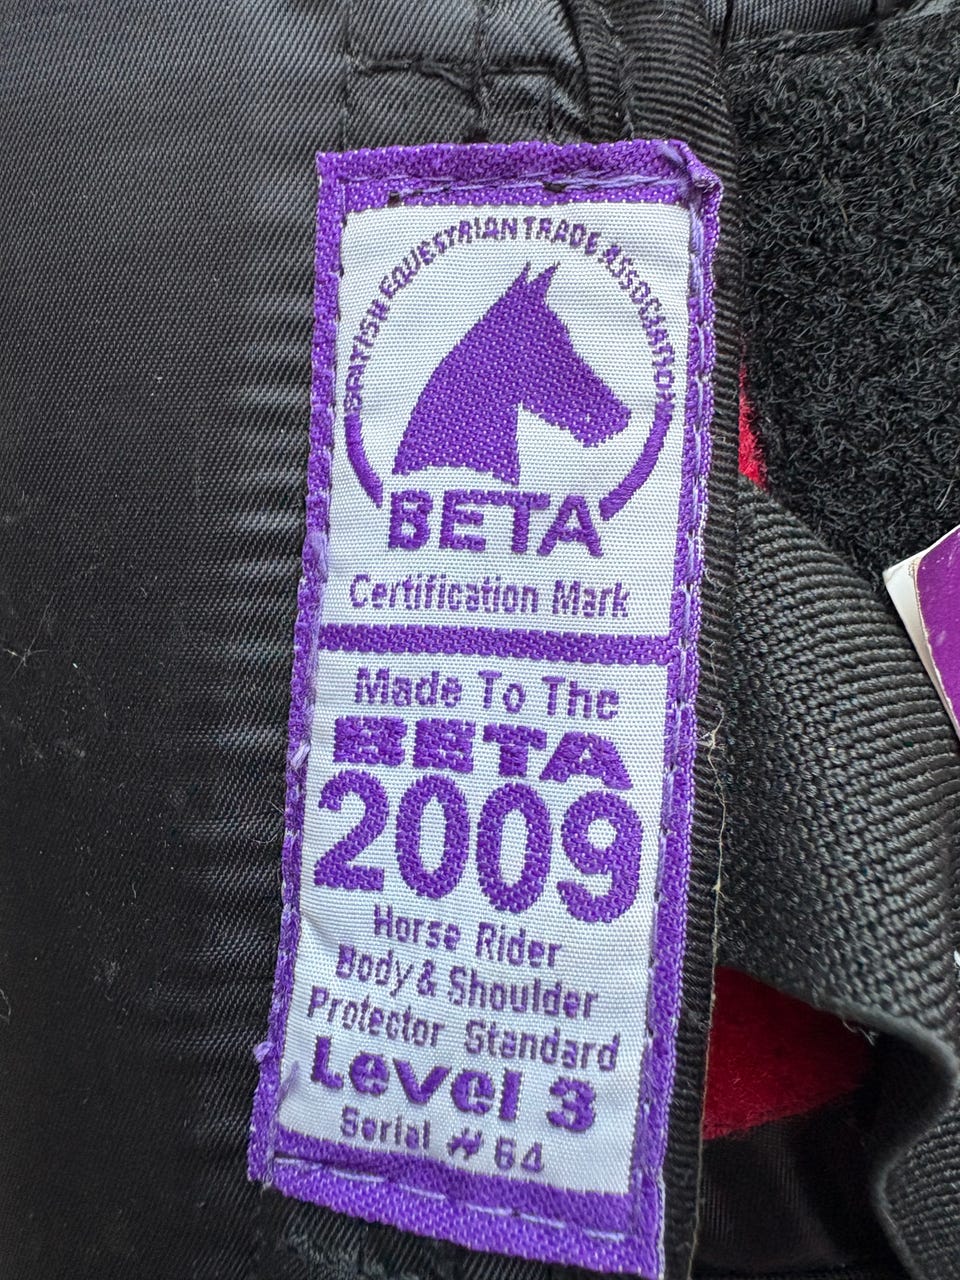 BRITISH EQUESTRIAN TRADE ASSOCIATION
BETA
Certification Mark
Made To The
BETA
2009
Horse Rider
Body & Shoulder
Protector Standard
Level 3
Serial # 64